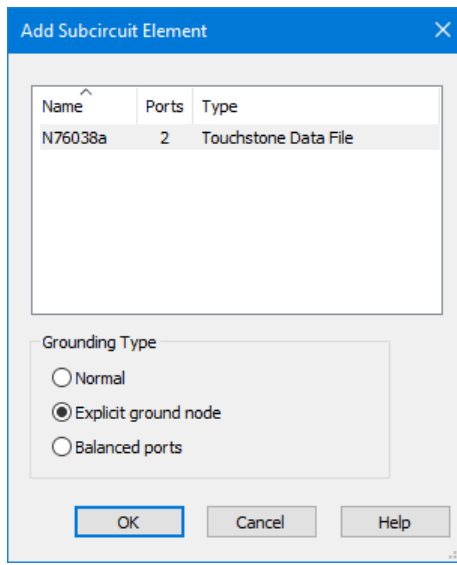 Add Subcircuit Element
Name Ports Type
N76038a 2 Touchstone Data File
Grounding Type
Normal
Explicit ground node
Balanced ports
OK Cancel Help